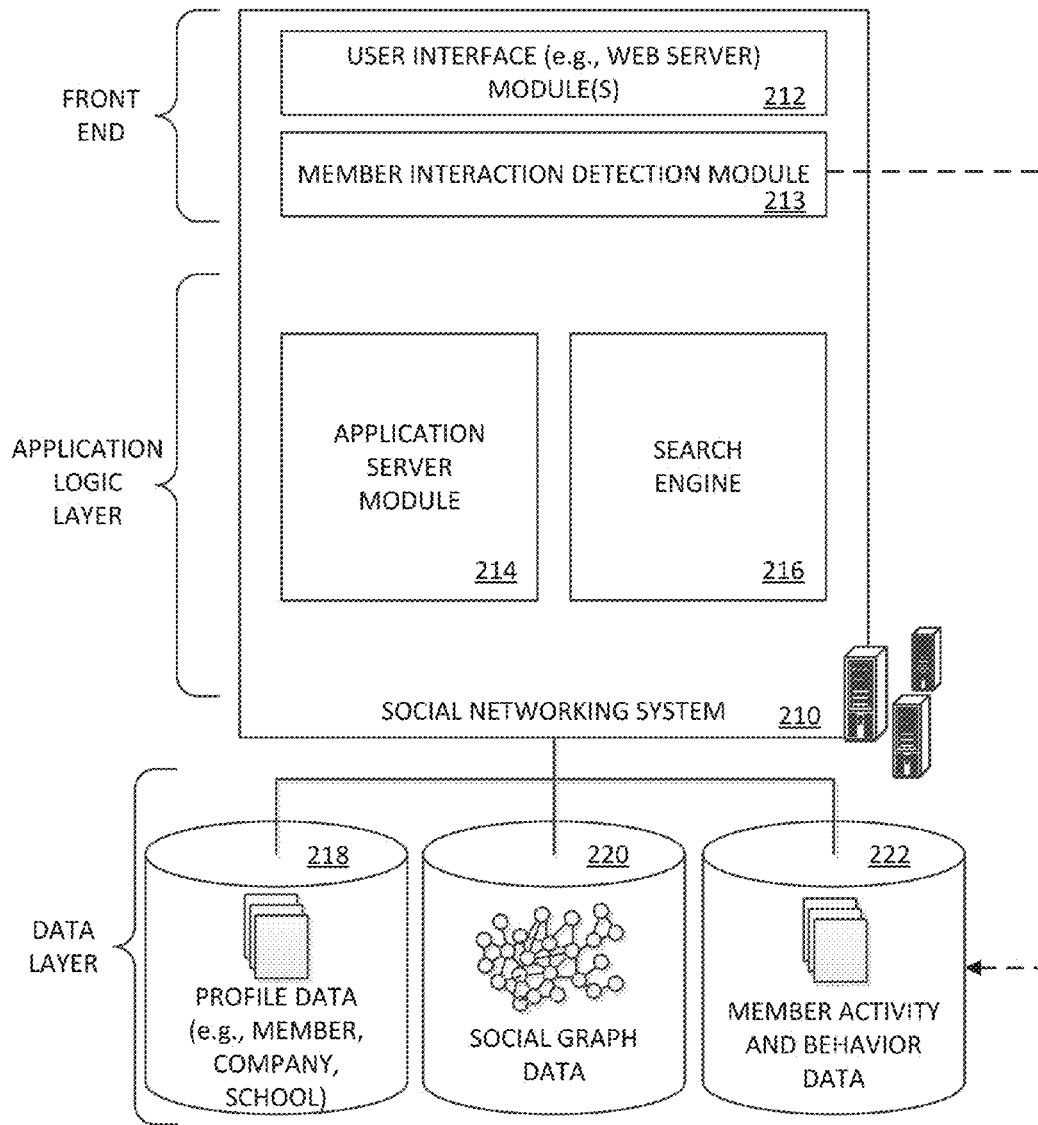 FRONT
END
USER INTERFACE (e.g., WEB SERVER)
MODULE(S)
212
MEMBER INTERACTION DETECTION MODULE
213
APPLICATION
LOGIC
LAYER
APPLICATION
SERVER
MODULE
214
SEARCH
ENGINE
216
SOCIAL NETWORKING SYSTEM
210
DATA
LAYER
218
PROFILE DATA
(e.g., MEMBER,
COMPANY,
SCHOOL)
220
SOCIAL GRAPH
DATA
222
MEMBER ACTIVITY
AND BEHAVIOR
DATA